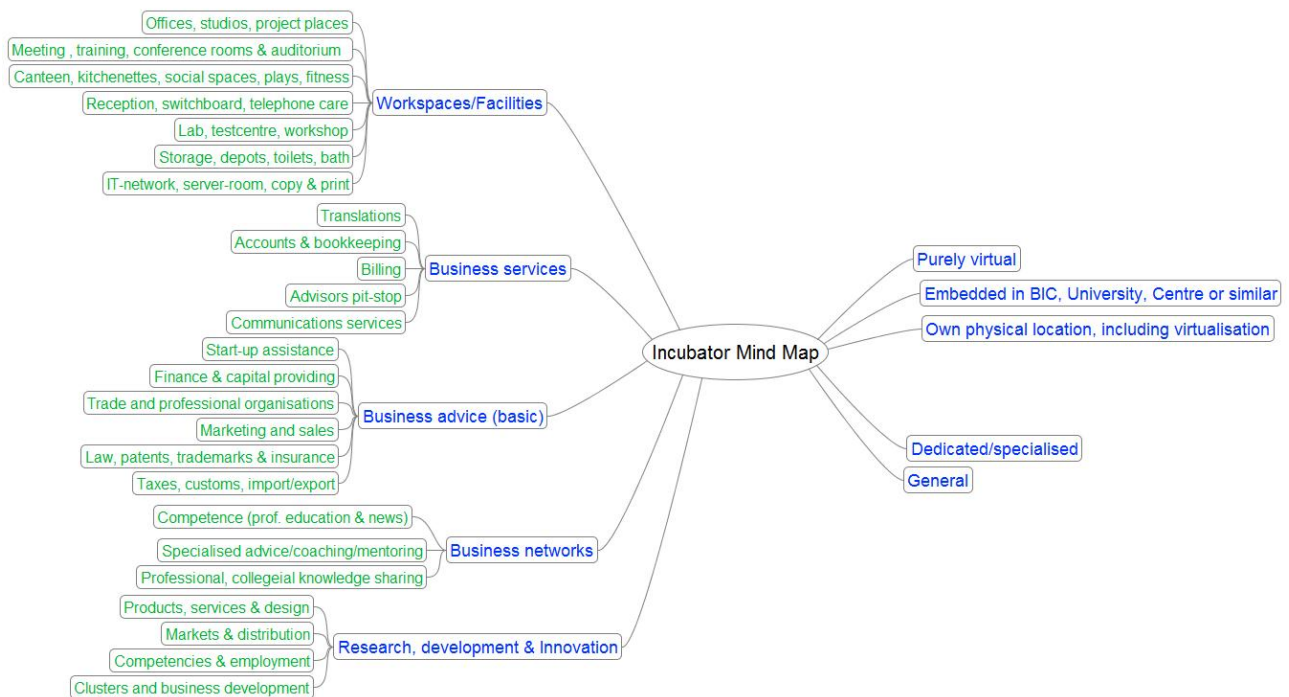 Offices, studios, project places
Meeting , training, conference rooms & auditorium
Canteen, kitchenettes, social spaces, plays, fitness
Reception, switchboard, telephone care
Lab, testcentre, workshop
Storage, depots, toilets, bath
IT-network, server-room, copy & print
Workspaces/Facilities
Translations
Accounts & bookkeeping
Billing
Advisors pit-stop
Communications services
Business services
Start-up assistance
Finance & capital providing
Trade and professional organisations
Marketing and sales
Law, patents, trademarks & insurance
Taxes, customs, import/export
Business advice (basic)
Competence (prof. education & news)
Specialised advice/coaching/mentoring
Professional, collegeial knowledge sharing
Business networks
Products, services & design
Markets & distribution
Competencies & employment
Clusters and business development
Research, development & Innovation
Incubator Mind Map
Purely virtual
Embedded in BIC, University, Centre or similar
Own physical location, including virtualisation
Dedicated/specialised
General